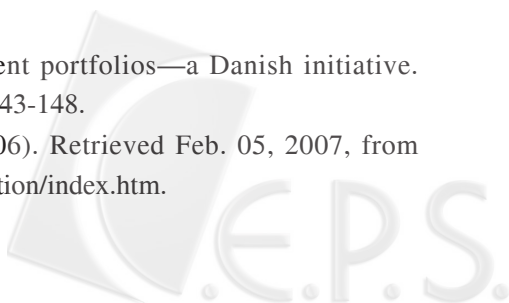 ent portfolios—a Danish initiative.
43-148.
06). Retrieved Feb. 05, 2007, from
tion/index.htm.
C.E.P.S.